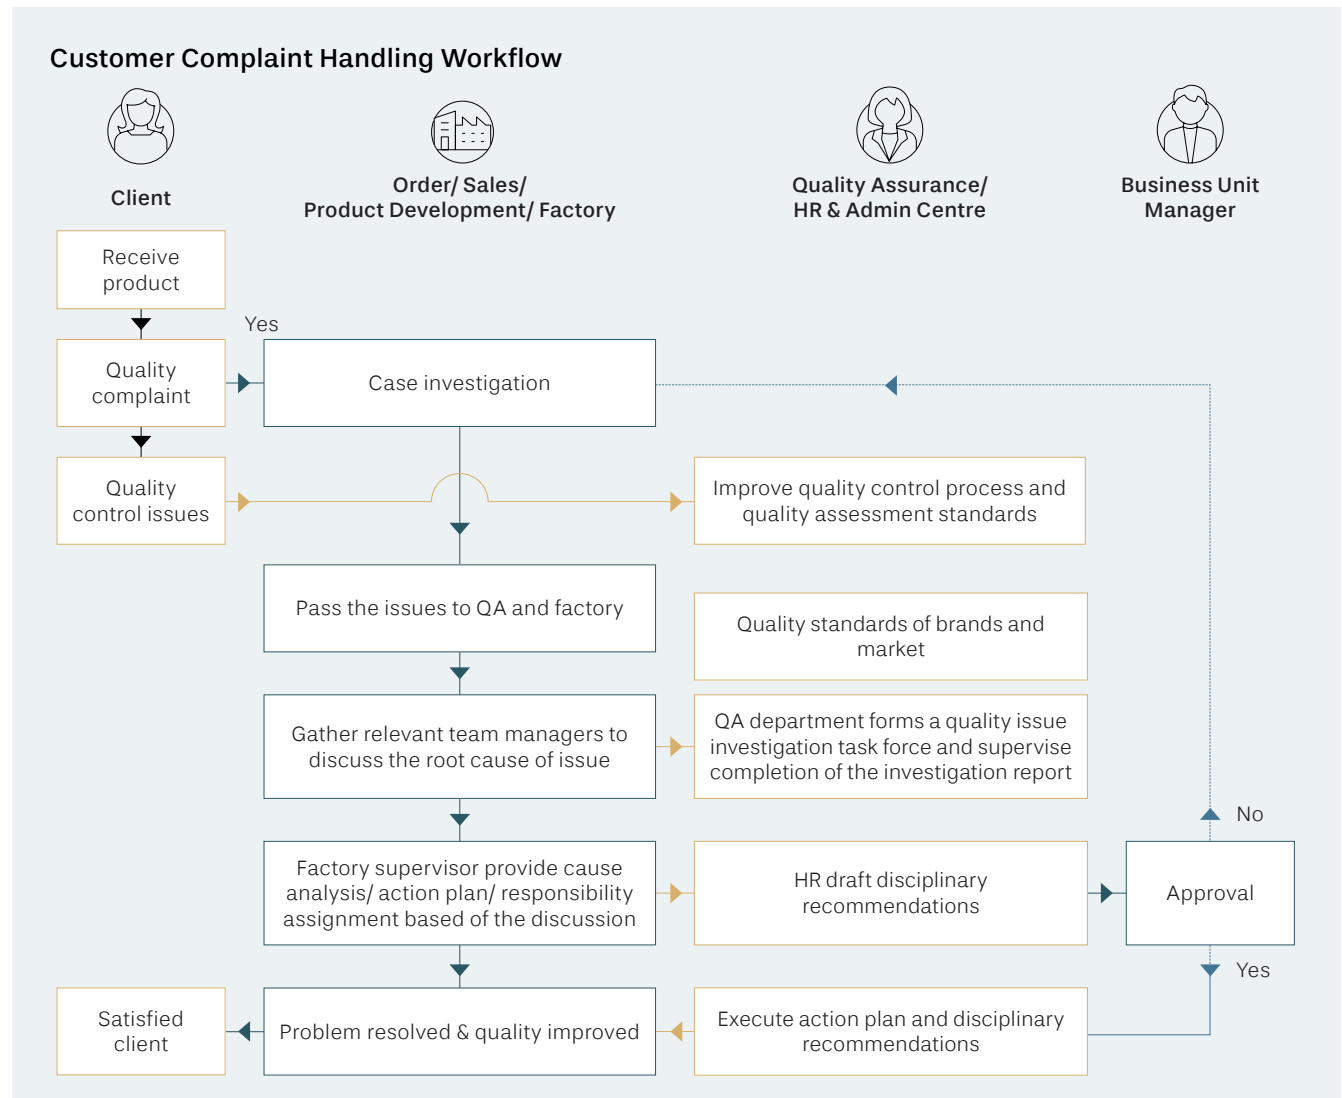 Customer Complaint Handling Workflow
Client
Order/ Sales/
Product Development/ Factory
Quality Assurance/
HR & Admin Centre
Business Unit
Manager
Receive
product
Yes
Quality
complaint
Case investigation
Quality
control issues
Improve quality control process and
quality assessment standards
Pass the issues to QA and factory
Quality standards of brands and
market
Gather relevant team managers to
discuss the root cause of issue
QA department forms a quality issue
investigation task force and supervise
completion of the investigation report
No
Factory supervisor provide cause
analysis/ action plan/ responsibility
assignment based of the discussion
HR draft disciplinary
recommendations
Approval
Yes
Satisfied
client
Problem resolved & quality improved
Execute action plan and disciplinary
recommendations